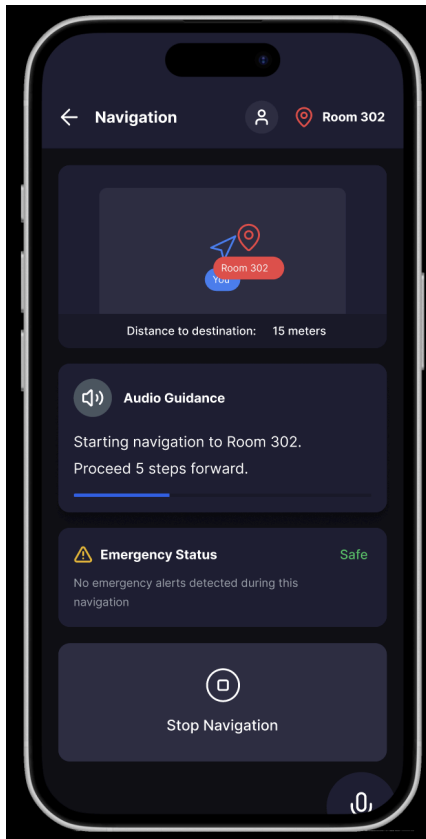 Navigation
Room 302
Room 302
You
Distance to destination: 15 meters
Audio Guidance
Starting navigation to Room 302.
Proceed 5 steps forward.
Emergency Status
Safe
No emergency alerts detected during this
navigation
Stop Navigation